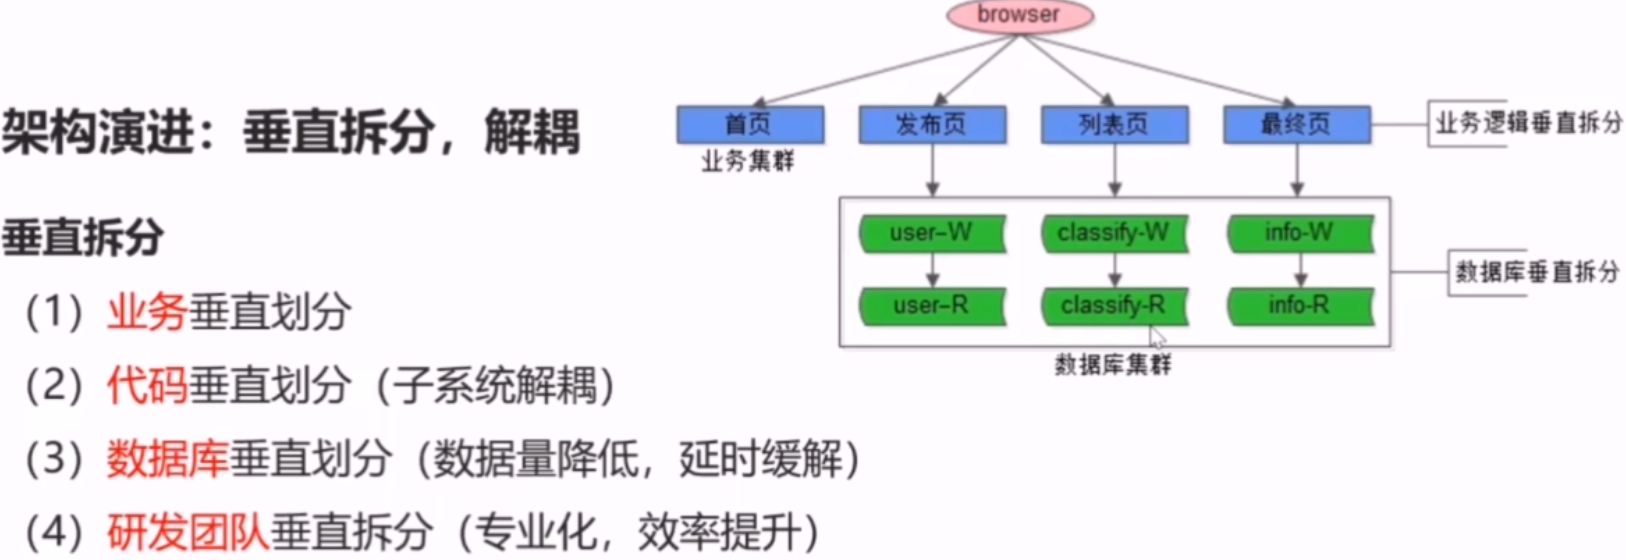 架构演进：垂直拆分，解耦
垂直拆分
（1）业务垂直划分
（2）代码垂直划分（子系统解耦）
（3）数据库垂直划分（数据量降低，延时缓解）
（4）研发团队垂直拆分（专业化，效率提升）
browser
首页 发布页 列表页 最终页 业务逻辑垂直拆分
业务集群
user-W classify-W info-W
数据库垂直拆分
user-R classify-R info-R
数据库集群